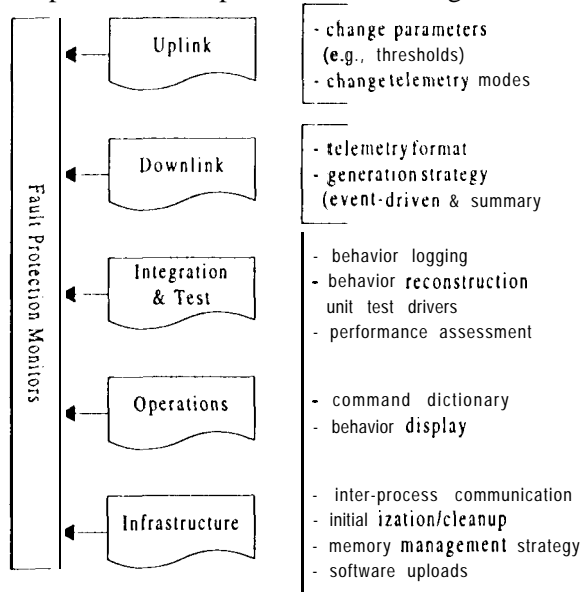 Uplink
- change parameters
(e.g., thresholds)
- change telemetry modes
Downlink
- telemetry format
- generation strategy
(event-driven & summary
Fault Protection Monitors
Integration
& Test
- behavior logging
- behavior reconstruction
unit test drivers
- performance assessment
Operations
- command dictionary
- behavior display
Infrastructure
- inter-process communication
- initial ization/cleanup
- memory management strategy
- software uploads